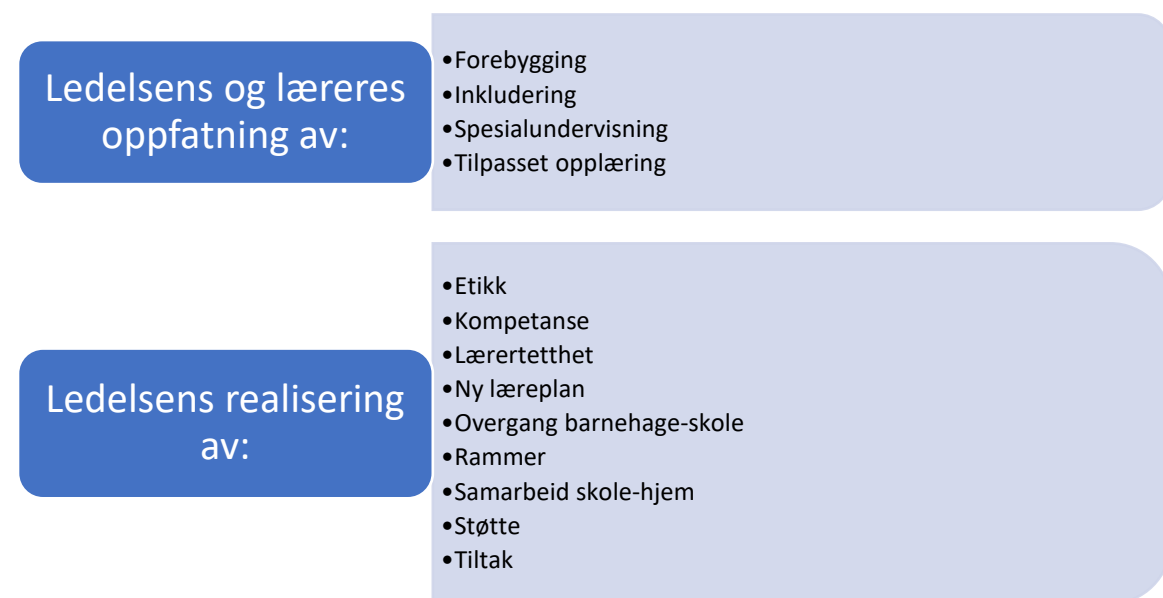 Ledelsens og læreres
oppfatning av:
•Forebygging
•Inkludering
•Spesialundervisning
•Tilpasset opplæring
Ledelsens realisering
av:
•Etikk
•Kompetanse
•Lærertetthet
•Ny læreplan
•Overgang barnehage-skole
•Rammer
•Samarbeid skole-hjem
•Støtte
•Tiltak